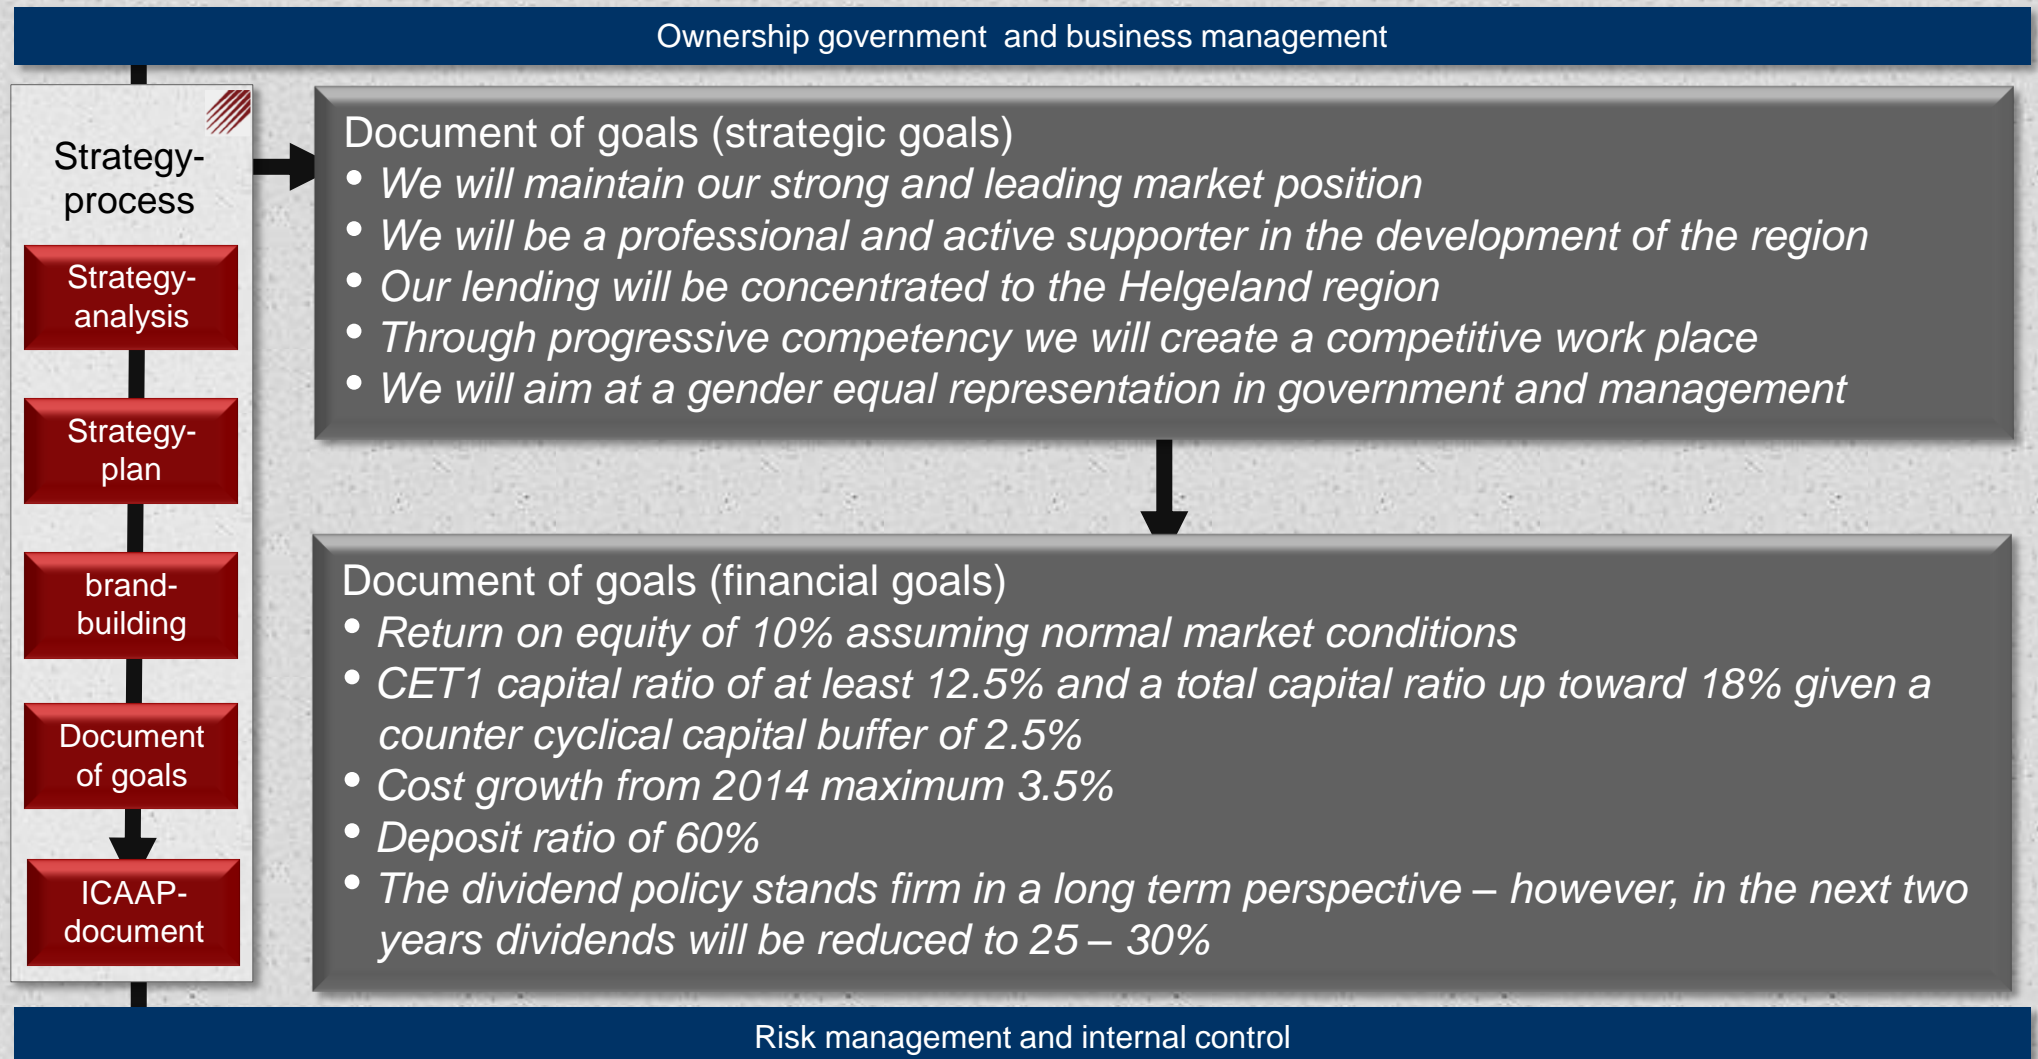 Ownership government  and business management
Strategy-
process
Strategy-
analysis
Strategy-
plan
brand-
building
Document
of goals
ICAAP-
document
Document of goals (strategic goals)
• We will maintain our strong and leading market position
• We will be a professional and active supporter in the development of the region
• Our lending will be concentrated to the Helgeland region
• Through progressive competency we will create a competitive work place
• We will aim at a gender equal representation in government and management
Document of goals (financial goals)
• Return on equity of 10% assuming normal market conditions
• CET1 capital ratio of at least 12.5% and a total capital ratio up toward 18% given a
counter cyclical capital buffer of 2.5%
• Cost growth from 2014 maximum 3.5%
• Deposit ratio of 60%
• The dividend policy stands firm in a long term perspective – however, in the next two
years dividends will be reduced to 25 – 30%
Risk management and internal control